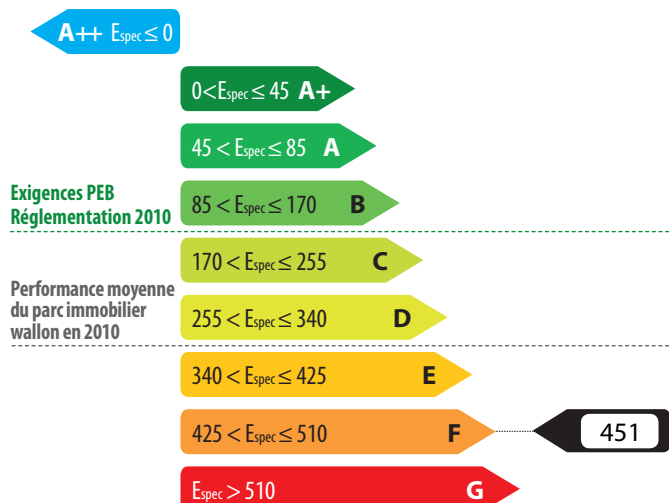 A++ Espec ≤ 0
0<Espec ≤ 45 A+
45 < Espec ≤ 85 A
Exigences PEB
Réglementation 2010
85 < Espec ≤ 170 B
170 < Espec ≤ 255 C
Performance moyenne
du parc immobilier
wallon en 2010
255 < Espec ≤ 340 D
340 < Espec ≤ 425 E
425 < Espec ≤ 510 F
451
Espec > 510 G